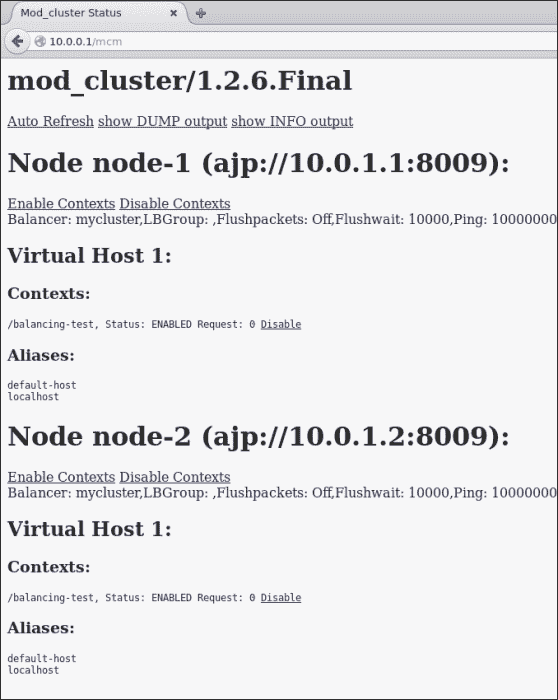 Mod_cluster Status
10.0.0.1/mcm
mod_cluster/1.2.6.Final
Auto Refresh show DUMP output show INFO output
Node node-1 (ajp://10.0.1.1:8009):
Enable Contexts Disable Contexts
Balancer: mycluster,LBGroup: ,Flushpackets: Off,Flushwait: 10000,Ping: 10000000
Virtual Host 1:
Contexts:
/balancing-test, Status: ENABLED Request: 0 Disable
Aliases:
default-host
localhost
Node node-2 (ajp://10.0.1.2:8009):
Enable Contexts Disable Contexts
Balancer: mycluster,LBGroup: ,Flushpackets: Off,Flushwait: 10000,Ping: 10000000
Virtual Host 1:
Contexts:
/balancing-test, Status: ENABLED Request: 0 Disable
Aliases:
default-host
localhost